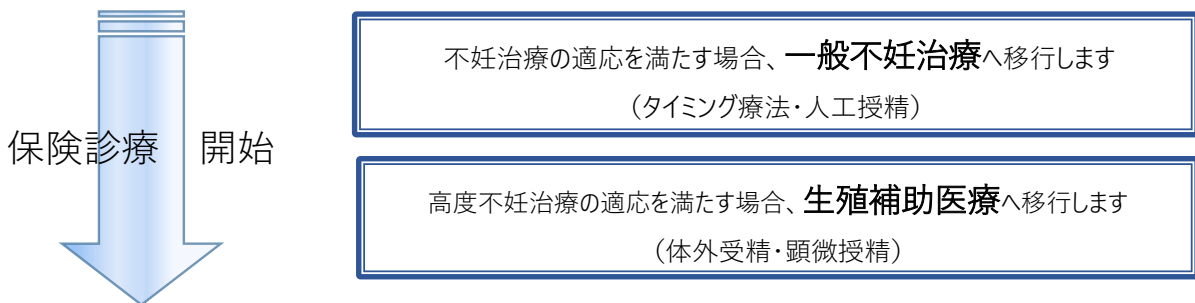 不妊治療の適応を満たす場合、一般不妊治療へ移行します
（タイミング療法・人工授精）
保険診療 開始
高度不妊治療の適応を満たす場合、生殖補助医療へ移行します
（体外受精・顕微授精）